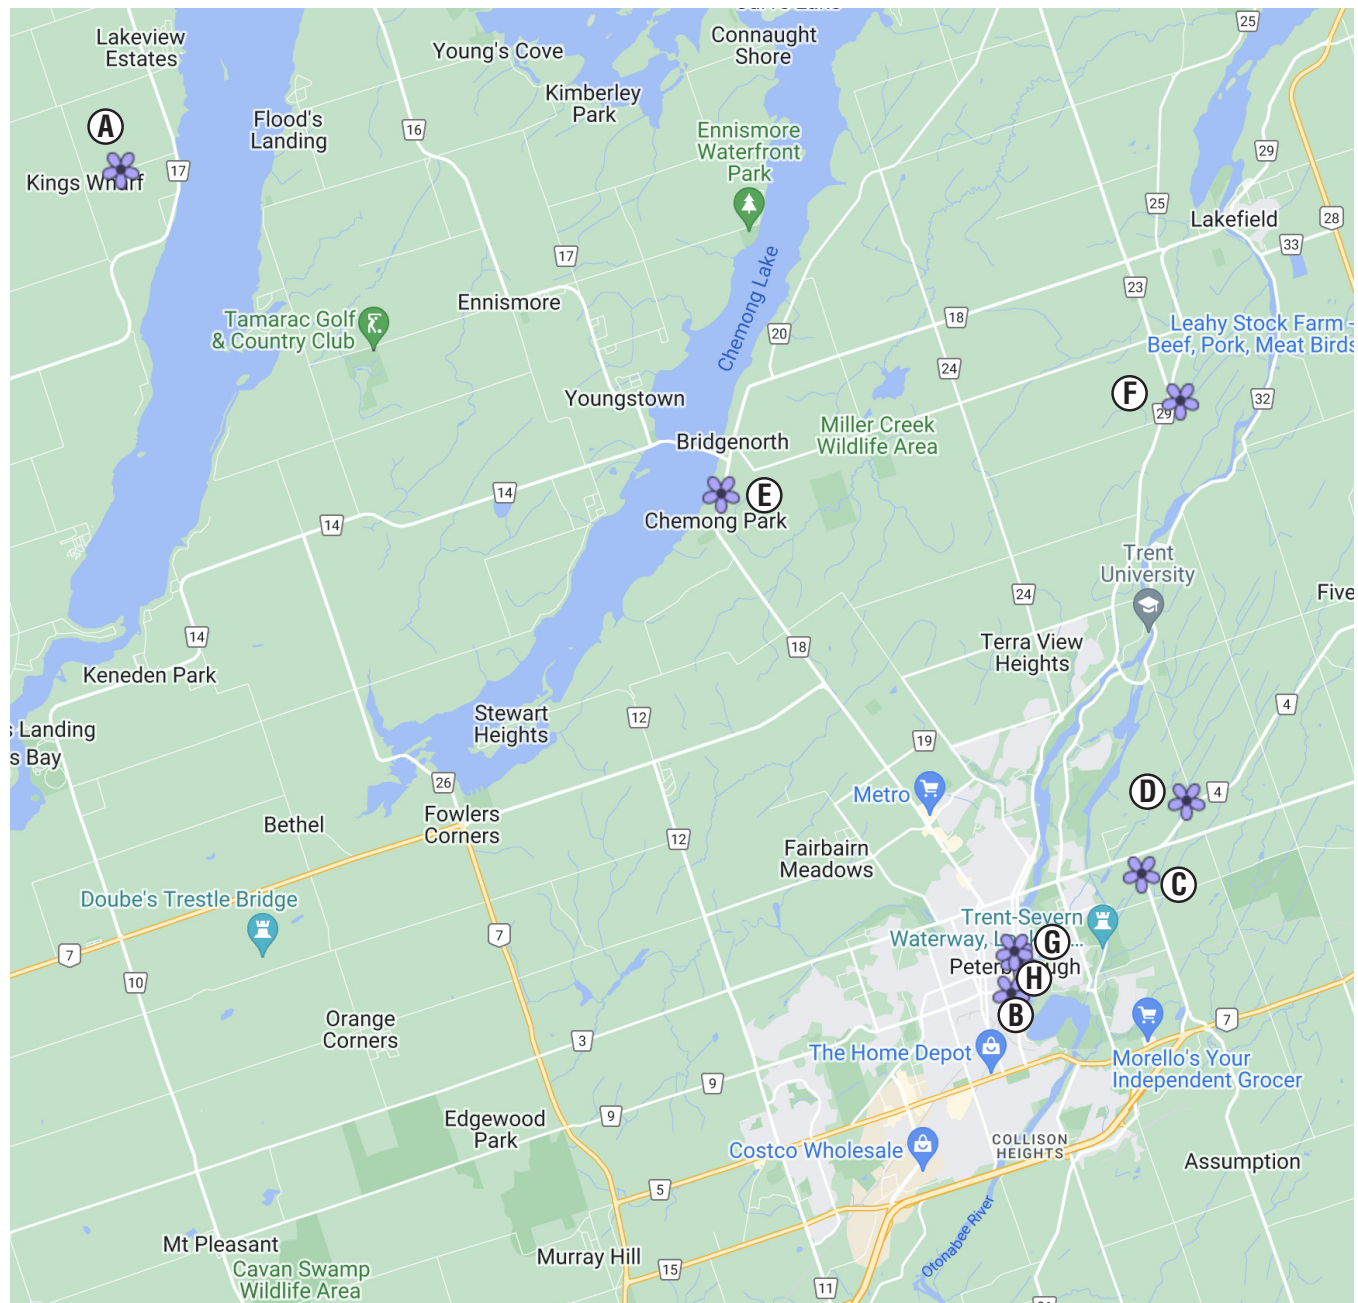 Lakeview
Estates
Young's Cove
Connaught
Shore
25
Kimberley
Park
A
Flood's
Landing
16
Ennismore
Waterfront
Park
29
Kings Wharf
17
25
Lakefield
28
33
17
Chemong Lake
23
Ennismore
18
Tamarac Golf
& Country Club
20
Leahy Stock Farm -
Beef, Pork, Meat Birds
24
F
29
32
Youngstown
Bridgenorth
Miller Creek
Wildlife Area
14
E
Chemong Park
14
Trent
University
24
Five
14
18
Terra View
Heights
Keneden Park
4
Landing
s Bay
Stewart
Heights
12
19
26
Metro
D
4
Bethel
Fowlers
Corners
12
Fairbairn
Meadows
C
Doube's Trestle Bridge
Trent-Severn
Waterway, L
G
7
7
Peterborough
H
10
B
Orange
Corners
3
7
The Home Depot
Morello's Your
Independent Grocer
9
9
Edgewood
Park
Costco Wholesale
COLLISON
HEIGHTS
Assumption
5
Otonabee River
Mt Pleasant
Murray Hill
Cavan Swamp
Wildlife Area
15
11